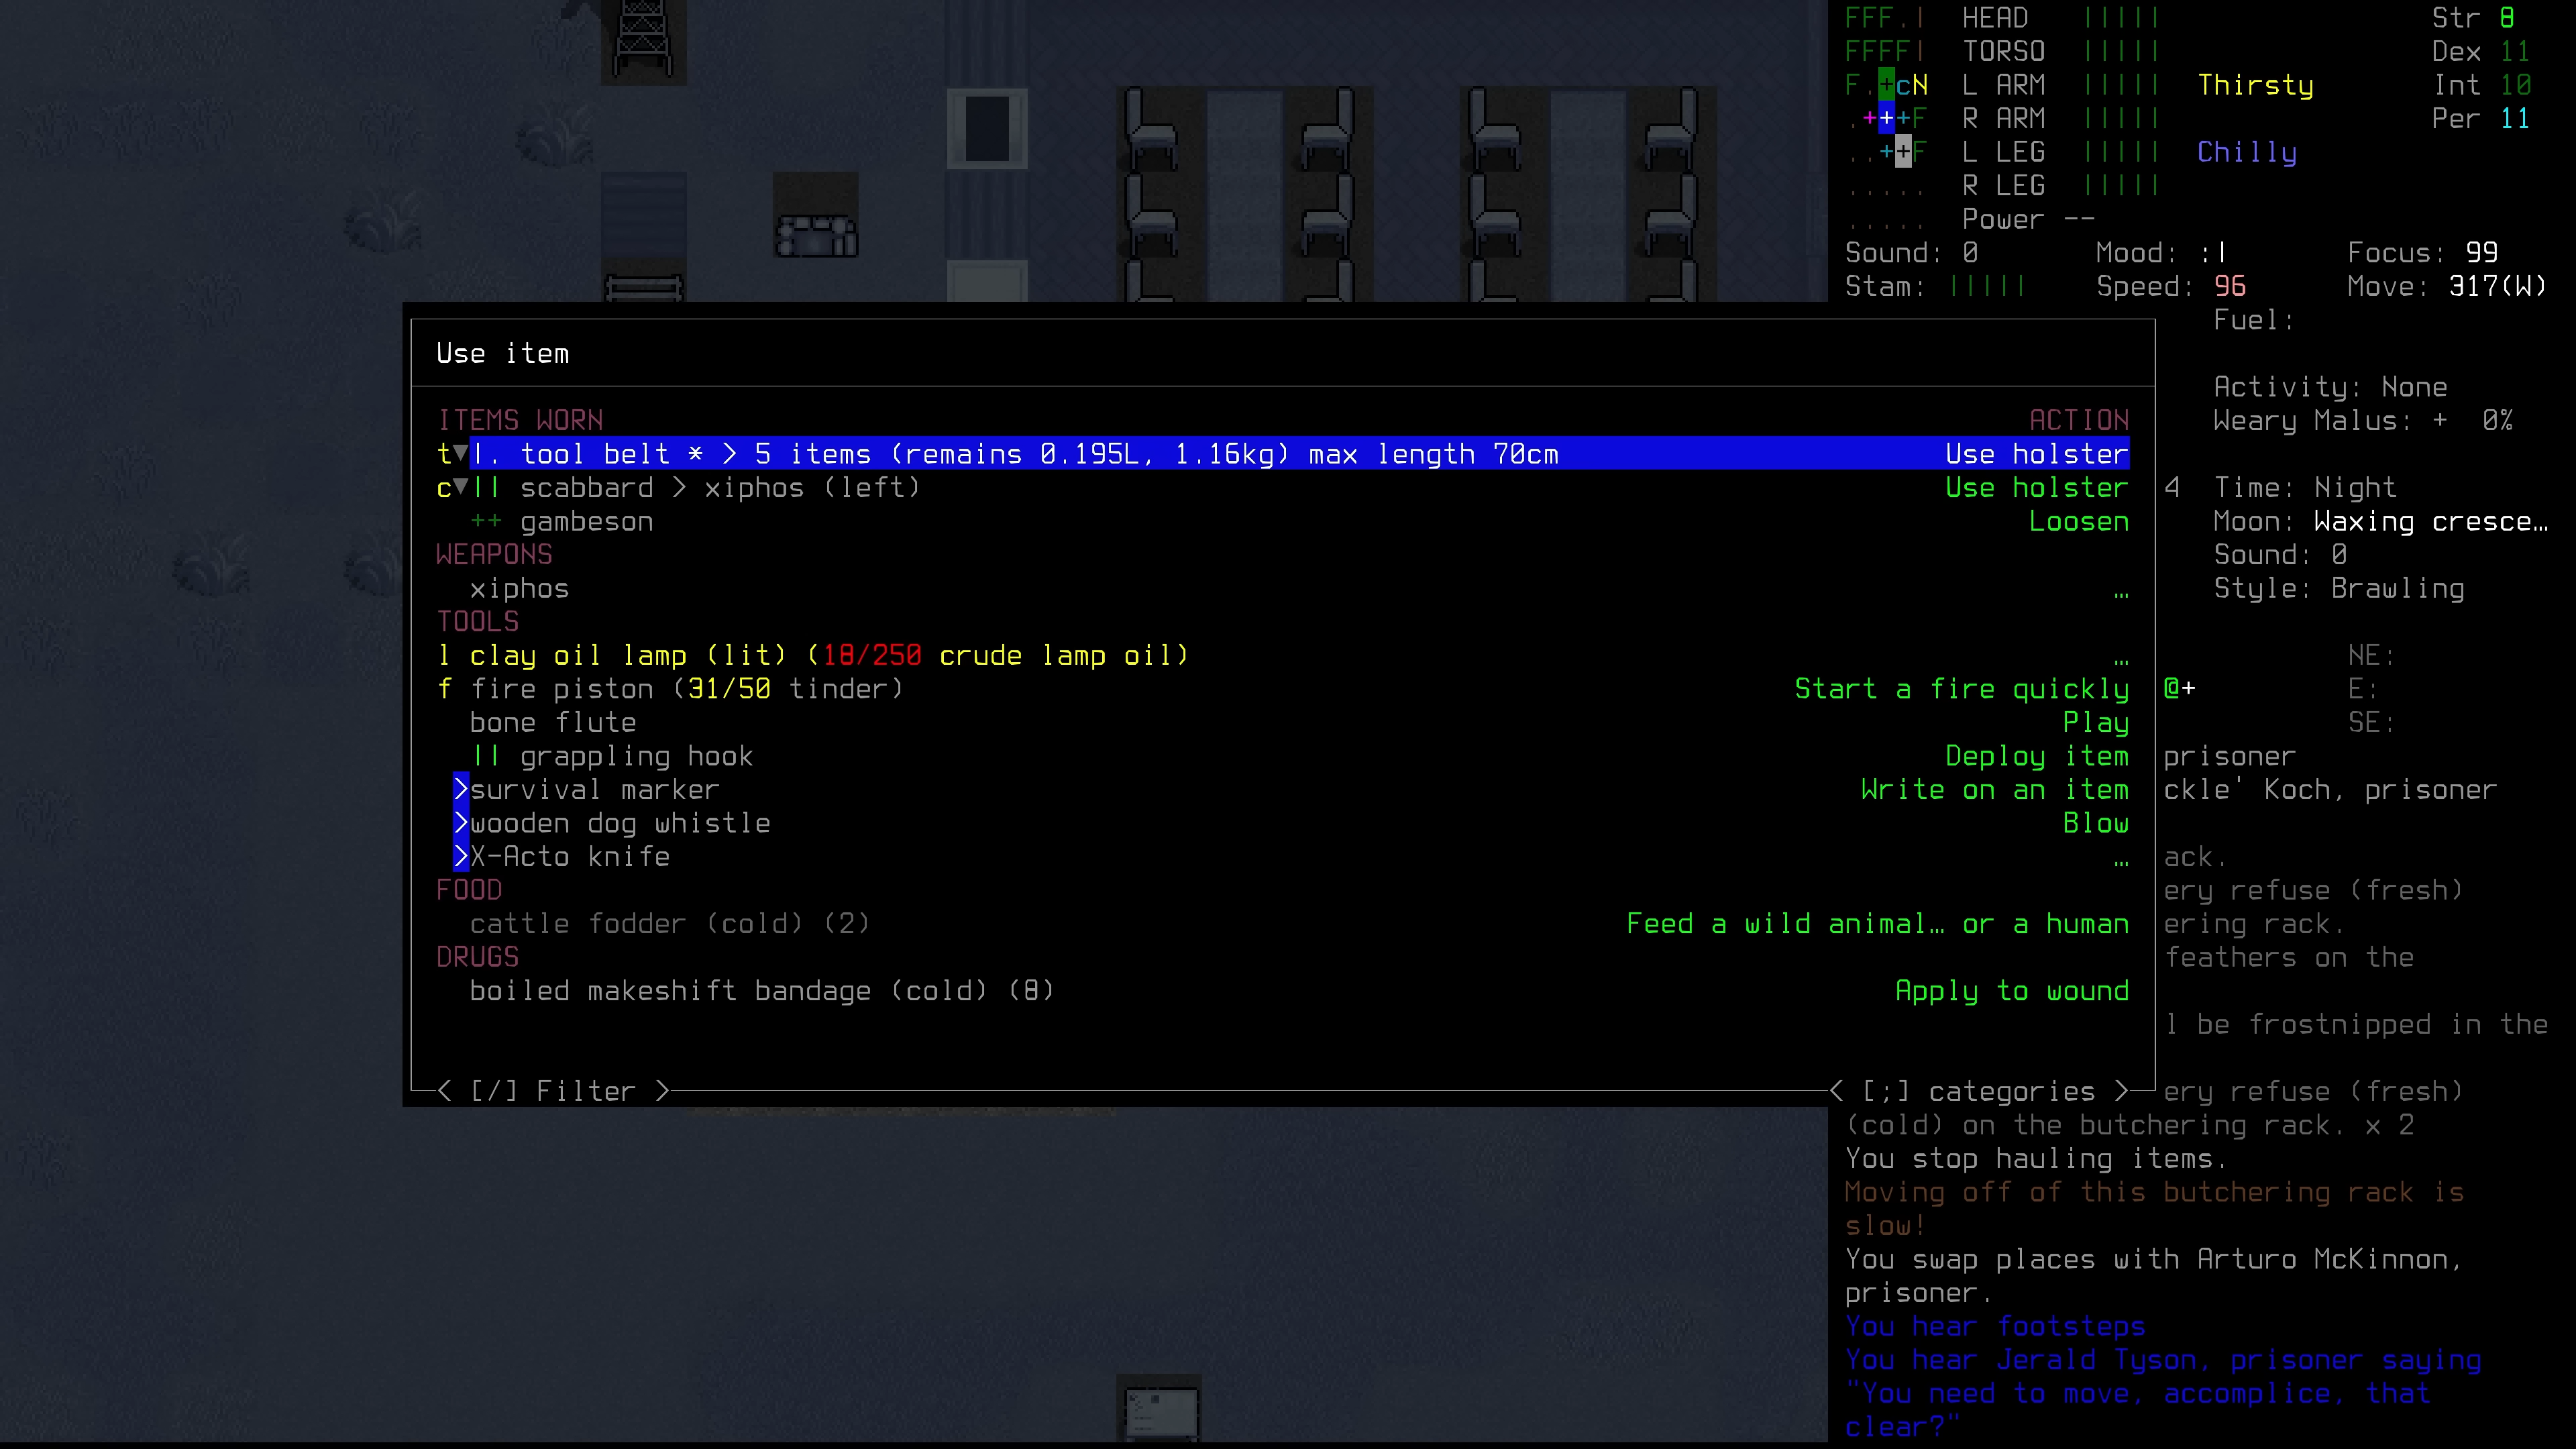 FFF.| HEAD ||||| Str 8
FFFF| TORSO ||||| Dex 11
F.+cN L ARM ||||| Thirsty Int 10
.+++F R ARM ||||| Per 11
..++F L LEG ||||| Chilly
..... R LEG |||||
..... Power --
Sound: 0 Mood: :| Focus: 99
Stam: ||||| Speed: 96 Move: 317(W)
Fuel:
Activity: None
Weary Malus: + 0%
4 Time: Night
Moon: Waxing cresce…
Sound: 0
Style: Brawling
NE:
@+ E:
SE:
prisoner
ckle' Koch, prisoner
ack.
ery refuse (fresh)
ering rack.
feathers on the
l be frostnipped in the
ery refuse (fresh)
(cold) on the butchering rack. x 2
You stop hauling items.
Moving off of this butchering rack is
slow!
You swap places with Arturo McKinnon,
prisoner.
You hear footsteps
You hear Jerald Tyson, prisoner saying
"You need to move, accomplice, that
clear?"
Use item
ITEMS WORN ACTION
t▼|. tool belt * > 5 items (remains 0.195L, 1.16kg) max length 70cm Use holster
c▼|| scabbard > xiphos (left) Use holster
++ gambeson Loosen
WEAPONS
xiphos …
TOOLS
l clay oil lamp (lit) (18/250 crude lamp oil) …
f fire piston (31/50 tinder) Start a fire quickly
bone flute Play
|| grappling hook Deploy item
>survival marker Write on an item
>wooden dog whistle Blow
>X-Acto knife …
FOOD
cattle fodder (cold) (2) Feed a wild animal… or a human
DRUGS
boiled makeshift bandage (cold) (8) Apply to wound
< [/] Filter > < [;] categories >